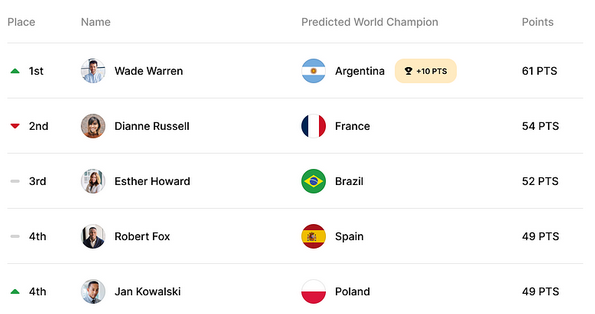 Place Name Predicted World Champion Points
1st Wade Warren Argentina +10 PTS 61 PTS
2nd Dianne Russell France 54 PTS
3rd Esther Howard Brazil 52 PTS
4th Robert Fox Spain 49 PTS
4th Jan Kowalski Poland 49 PTS